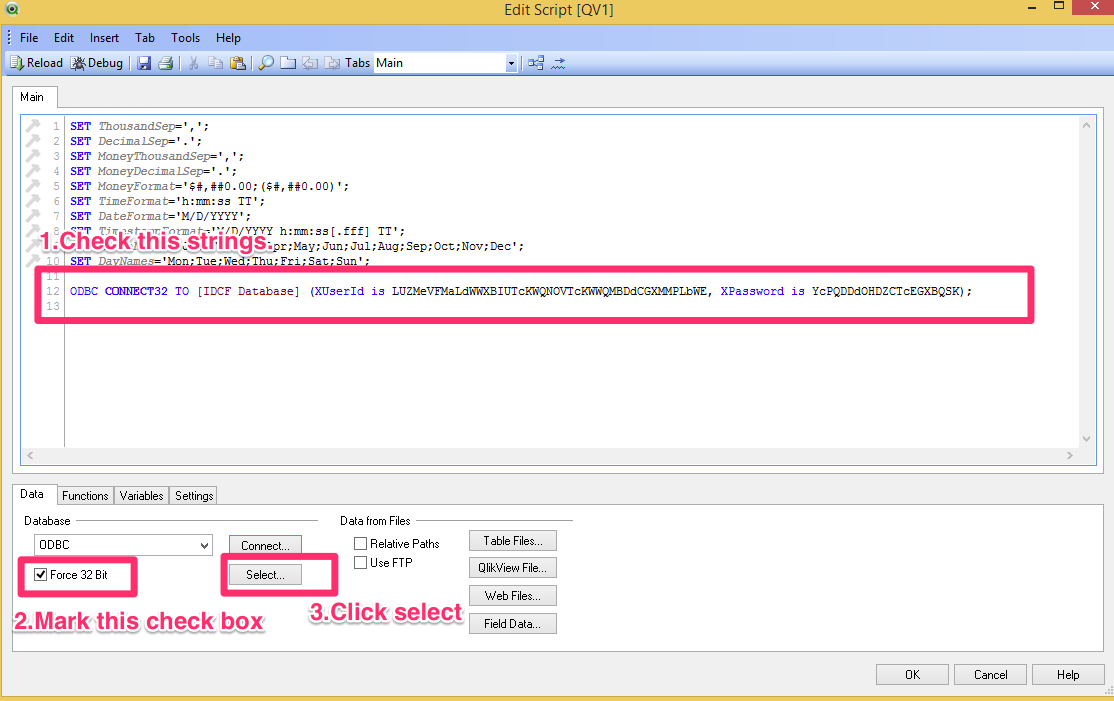 Edit Script [QV1]
File Edit Insert Tab Tools Help
Reload Debug Tabs Main
Main
1 SET ThousandSep=',';
2 SET DecimalSep='.';
3 SET MoneyThousandSep=',';
4 SET MoneyDecimalSep='.';
5 SET MoneyFormat='$#,##0.00;($#,##0.00)';
6 SET TimeFormat='h:mm:ss TT';
7 SET DateFormat='M/D/YYYY';
8 SET TimestampFormat='M/D/YYYY h:mm:ss[.fff] TT';
1.Check this strings.
pr;May;Jun;Jul;Aug;Sep;Oct;Nov;Dec';
10 SET DayNames='Mon;Tue;Wed;Thu;Fri;Sat;Sun';
11
12 ODBC CONNECT32 TO [IDCF Database] (XUserId is LUZMeVFMaLdWWXBIUTcKWQNOVTcKWWQMBDdCGXMMPLbWE, XPassword is YcPQDDdOHDZCTcEGXBQSK);
13
Data Functions Variables Settings
Database
ODBC
Connect...
Force 32 Bit
Select...
2.Mark this check box
3.Click select
Data from Files
Relative Paths
Use FTP
Table Files...
QlikView File...
Web Files...
Field Data...
OK Cancel Help